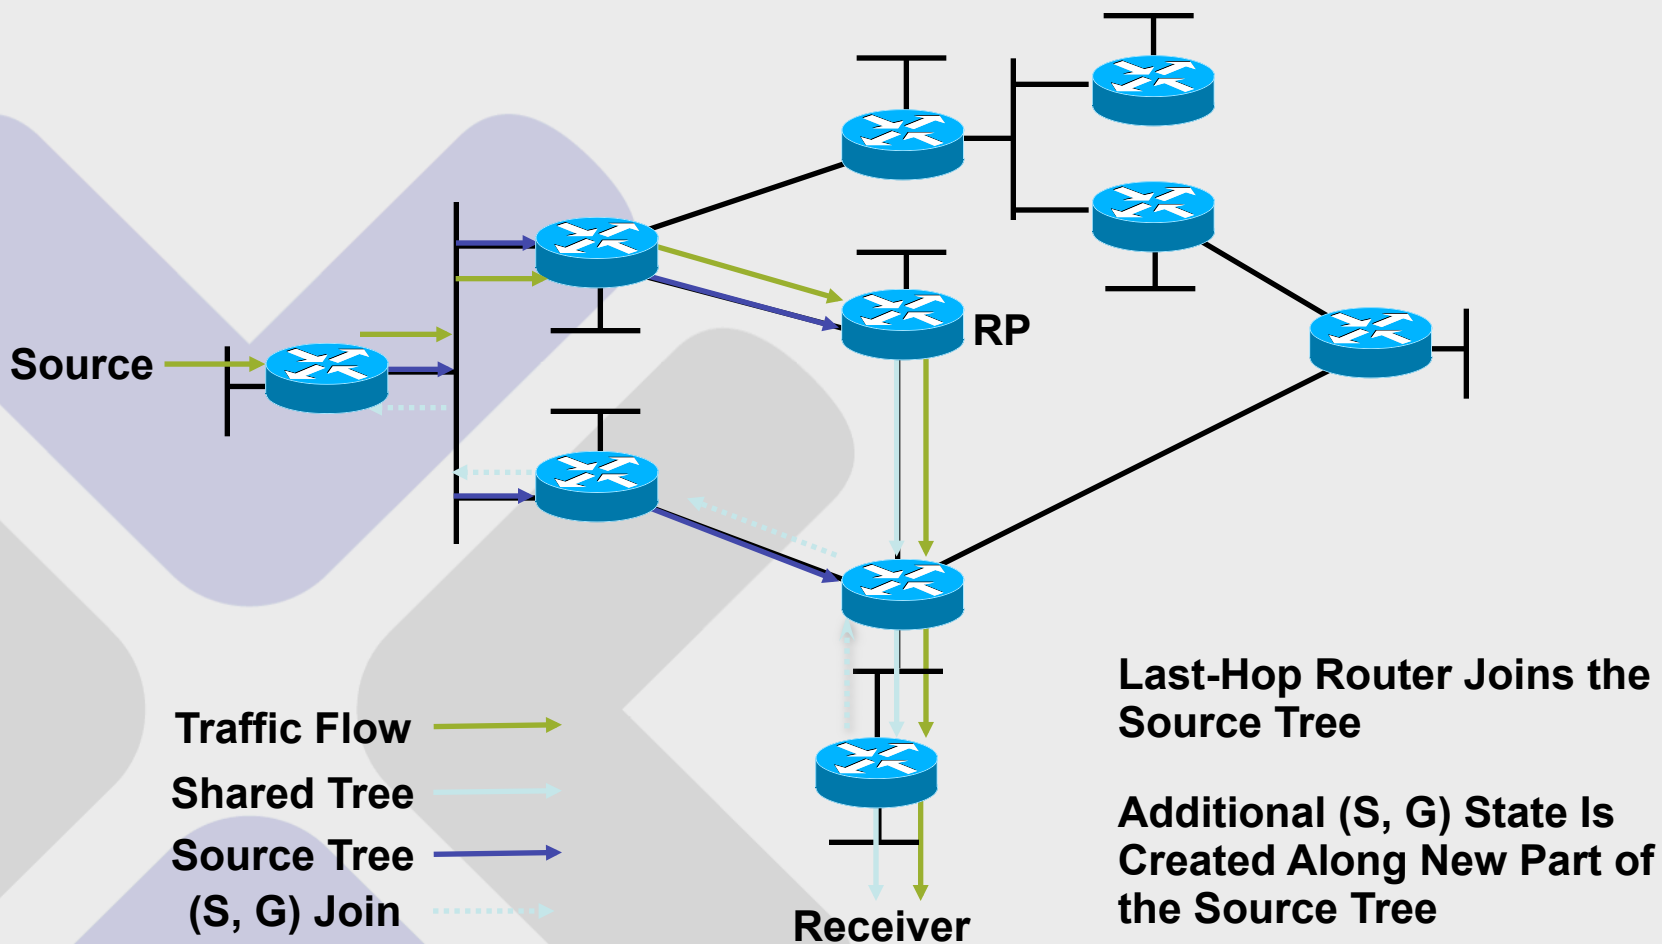 RP
Source
Last-Hop Router Joins the
Source Tree
Additional (S, G) State Is
Created Along New Part of
the Source Tree
Traffic Flow
Shared Tree
Source Tree
(S, G) Join
Receiver